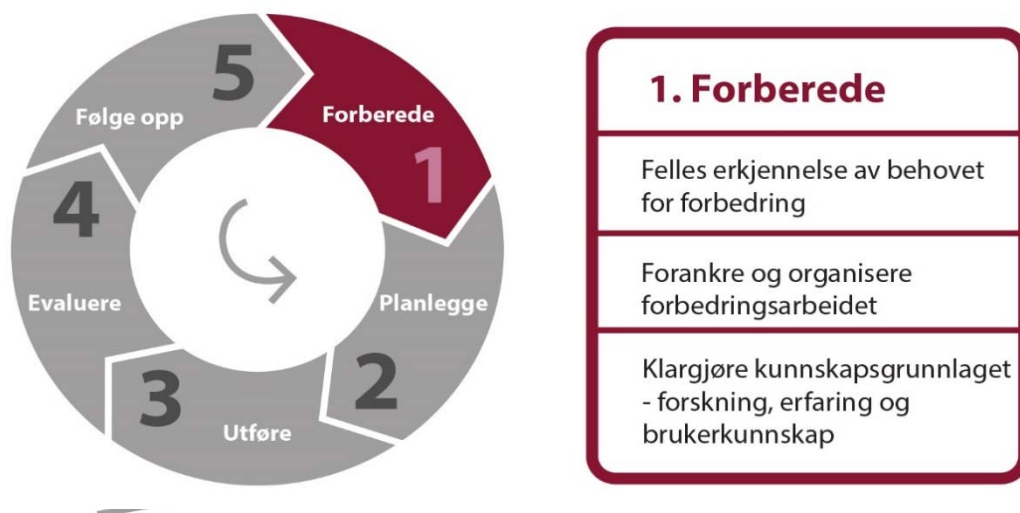 Forberede
1
Planlegge
2
Utføre
3
Evaluere
4
Følge opp
5
1. Forberede
Felles erkjennelse av behovet
for forbedring
Forankre og organisere
forbedringsarbeidet
Klargjøre kunnskapsgrunnlaget
- forskning, erfaring og
brukerkunnskap